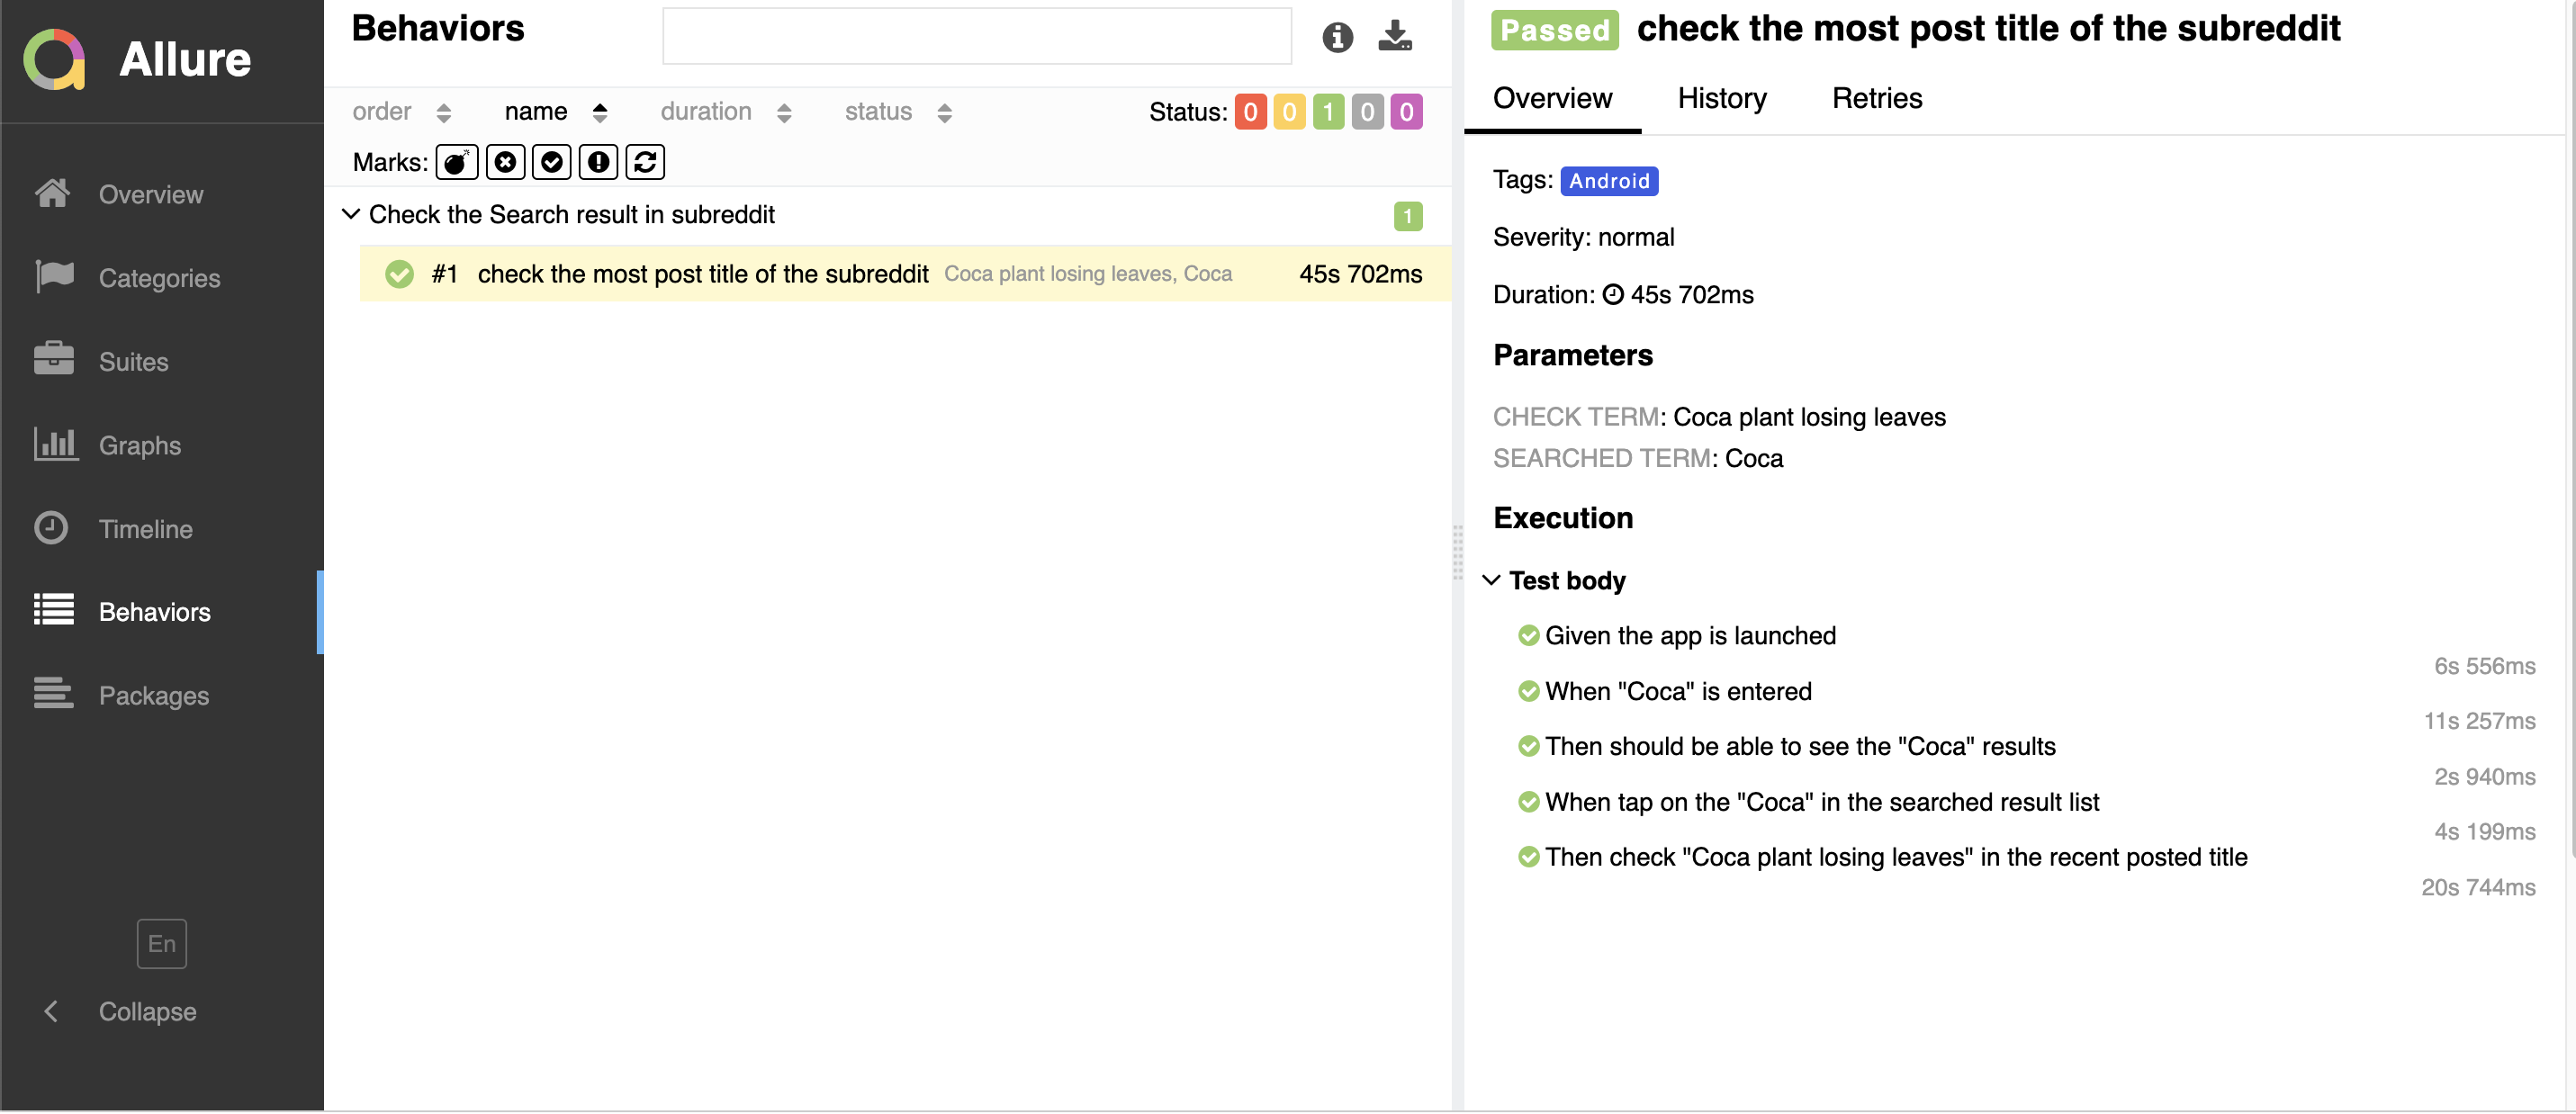 Allure
Overview
Categories
Suites
Graphs
Timeline
Behaviors
Packages
En
Collapse
Behaviors
order name duration status Status: 0 0 1 0 0
Marks:
Check the Search result in subreddit 1
#1 check the most post title of the subreddit Coca plant losing leaves, Coca 45s 702ms
Passed check the most post title of the subreddit
Overview History Retries
Tags: Android
Severity: normal
Duration: 45s 702ms
Parameters
CHECK TERM: Coca plant losing leaves
SEARCHED TERM: Coca
Execution
Test body
Given the app is launched
6s 556ms
When "Coca" is entered
11s 257ms
Then should be able to see the "Coca" results
2s 940ms
When tap on the "Coca" in the searched result list
4s 199ms
Then check "Coca plant losing leaves" in the recent posted title
20s 744ms